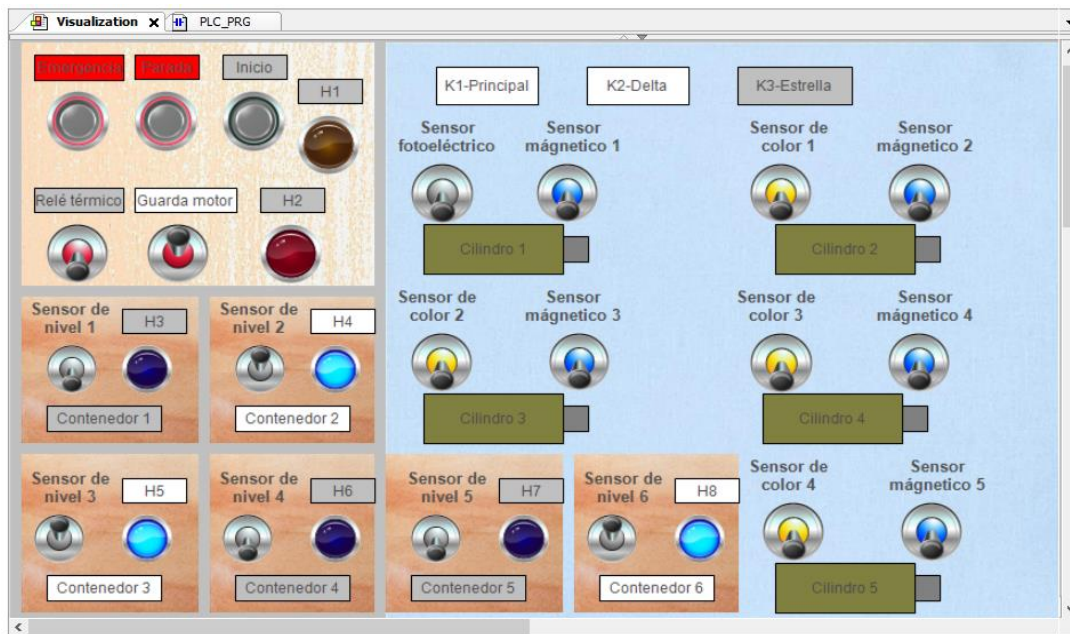 Visualization PLC_PRG
Emergencia Parada Inicio
H1
K1-Principal K2-Delta K3-Estrella
Sensor
fotoeléctrico
Sensor
mágnetico 1
Sensor de
color 1
Sensor
mágnetico 2
Relé térmico Guarda motor H2
Cilindro 1 Cilindro 2
Sensor de
nivel 1
H3
Sensor de
nivel 2
H4
Sensor de
color 2
Sensor
mágnetico 3
Sensor de
color 3
Sensor
mágnetico 4
Contenedor 1 Contenedor 2
Cilindro 3 Cilindro 4
Sensor de
nivel 3
H5
Sensor de
nivel 4
H6
Sensor de
nivel 5
H7
Sensor de
nivel 6
H8
Sensor de
color 4
Sensor
mágnetico 5
Contenedor 3 Contenedor 4 Contenedor 5 Contenedor 6
Cilindro 5